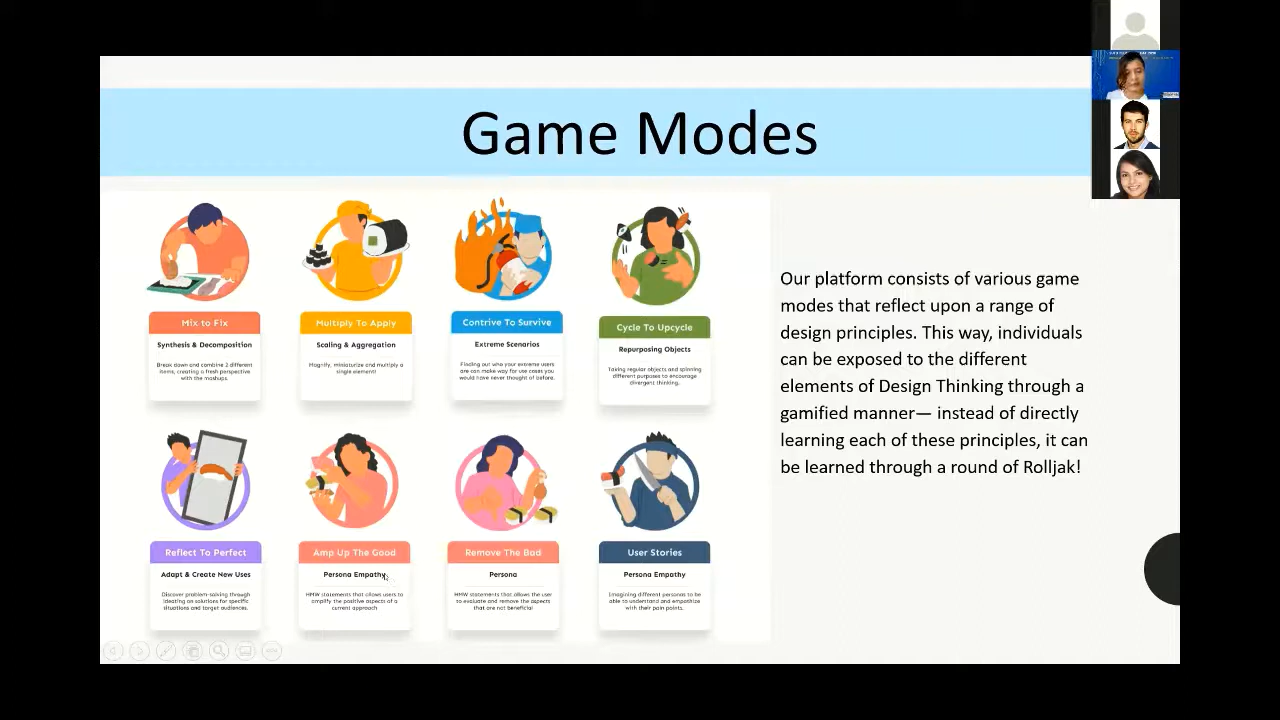 Game Modes
Mix to Fix
Synthesis & Decomposition
Break down and combine 2 different
items, creating a fresh perspective
with the mashups.
Multiply To Apply
Scaling & Aggregation
Magnify, miniaturize and multiply a
single element!
Contrive To Survive
Extreme Scenarios
Finding out who your extreme users
are can make way for use cases you
would have never thought of before.
Cycle To Upcycle
Repurposing Objects
Taking regular objects and spinning
different purposes to encourage
divergent thinking.
Reflect To Perfect
Adapt & Create New Uses
Discover problem-solving through
ideating on solutions for specific
situations and target audiences.
Amp Up The Good
Persona Empathy
HMW statements that allows users to
amplify the positive aspects of a
current approach
Remove The Bad
Persona
HMW statements that allows the user
to evaluate and remove the aspects
that are not beneficial
User Stories
Persona Empathy
Imagining different personas to be
able to understand and empathize
with their pain points.
Our platform consists of various game
modes that reflect upon a range of
design principles. This way, individuals
can be exposed to the different
elements of Design Thinking through a
gamified manner— instead of directly
learning each of these principles, it can
be learned through a round of Rolljak!